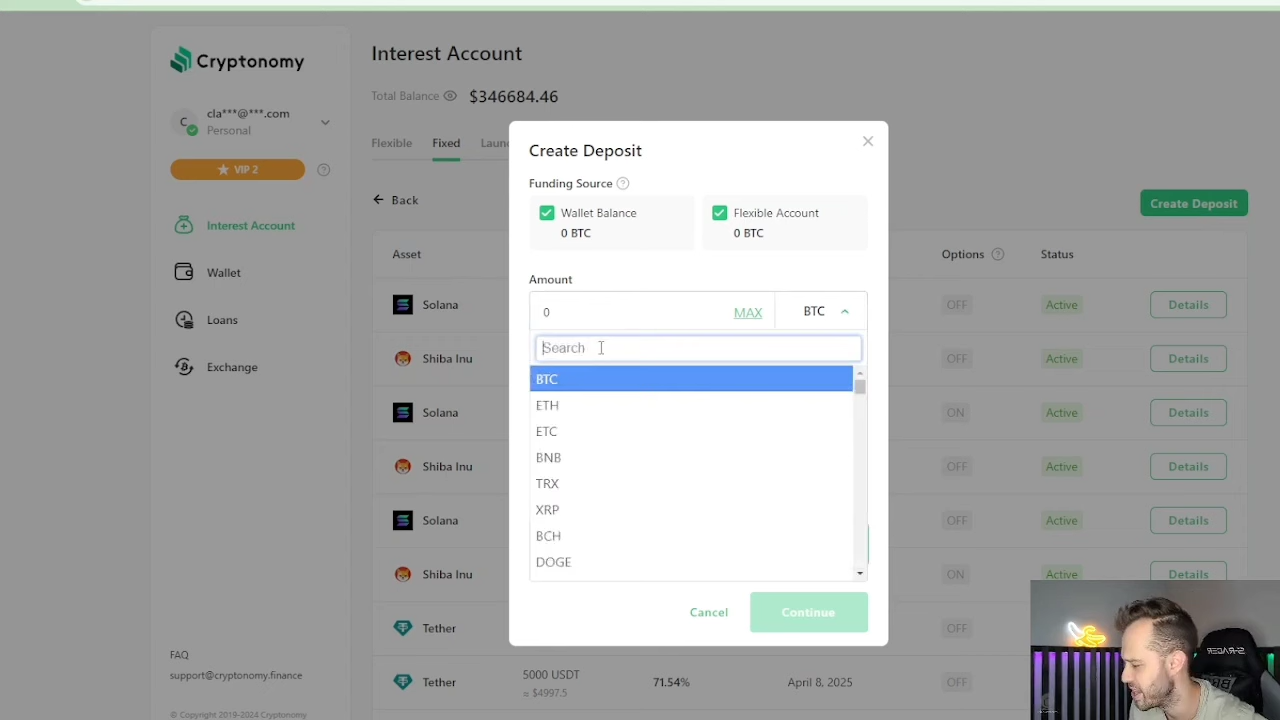 Cryptonomy
Interest Account
Total Balance $346684.46
C cla***@***.com
Personal
Flexible Fixed
VIP 2
Back
Create Deposit
Interest Account
Wallet
Loans
Exchange
FAQ
support@cryptonomy.finance
© Copyright 2019-2024 Cryptonomy
Create Deposit
Funding Source
Wallet Balance
0 BTC
Flexible Account
0 BTC
Amount
0 MAX BTC
Search
BTC
ETH
ETC
BNB
TRX
XRP
BCH
DOGE
Cancel Continue
Asset Options Status
Solana OFF Active Details
Shiba Inu OFF Active Details
Solana ON Active Details
Shiba Inu OFF Active Details
Solana OFF Active Details
Shiba Inu ON Active Details
Tether OFF
Tether 5000 USDT 71.54% April 8, 2025 OFF
≈ $4997.5